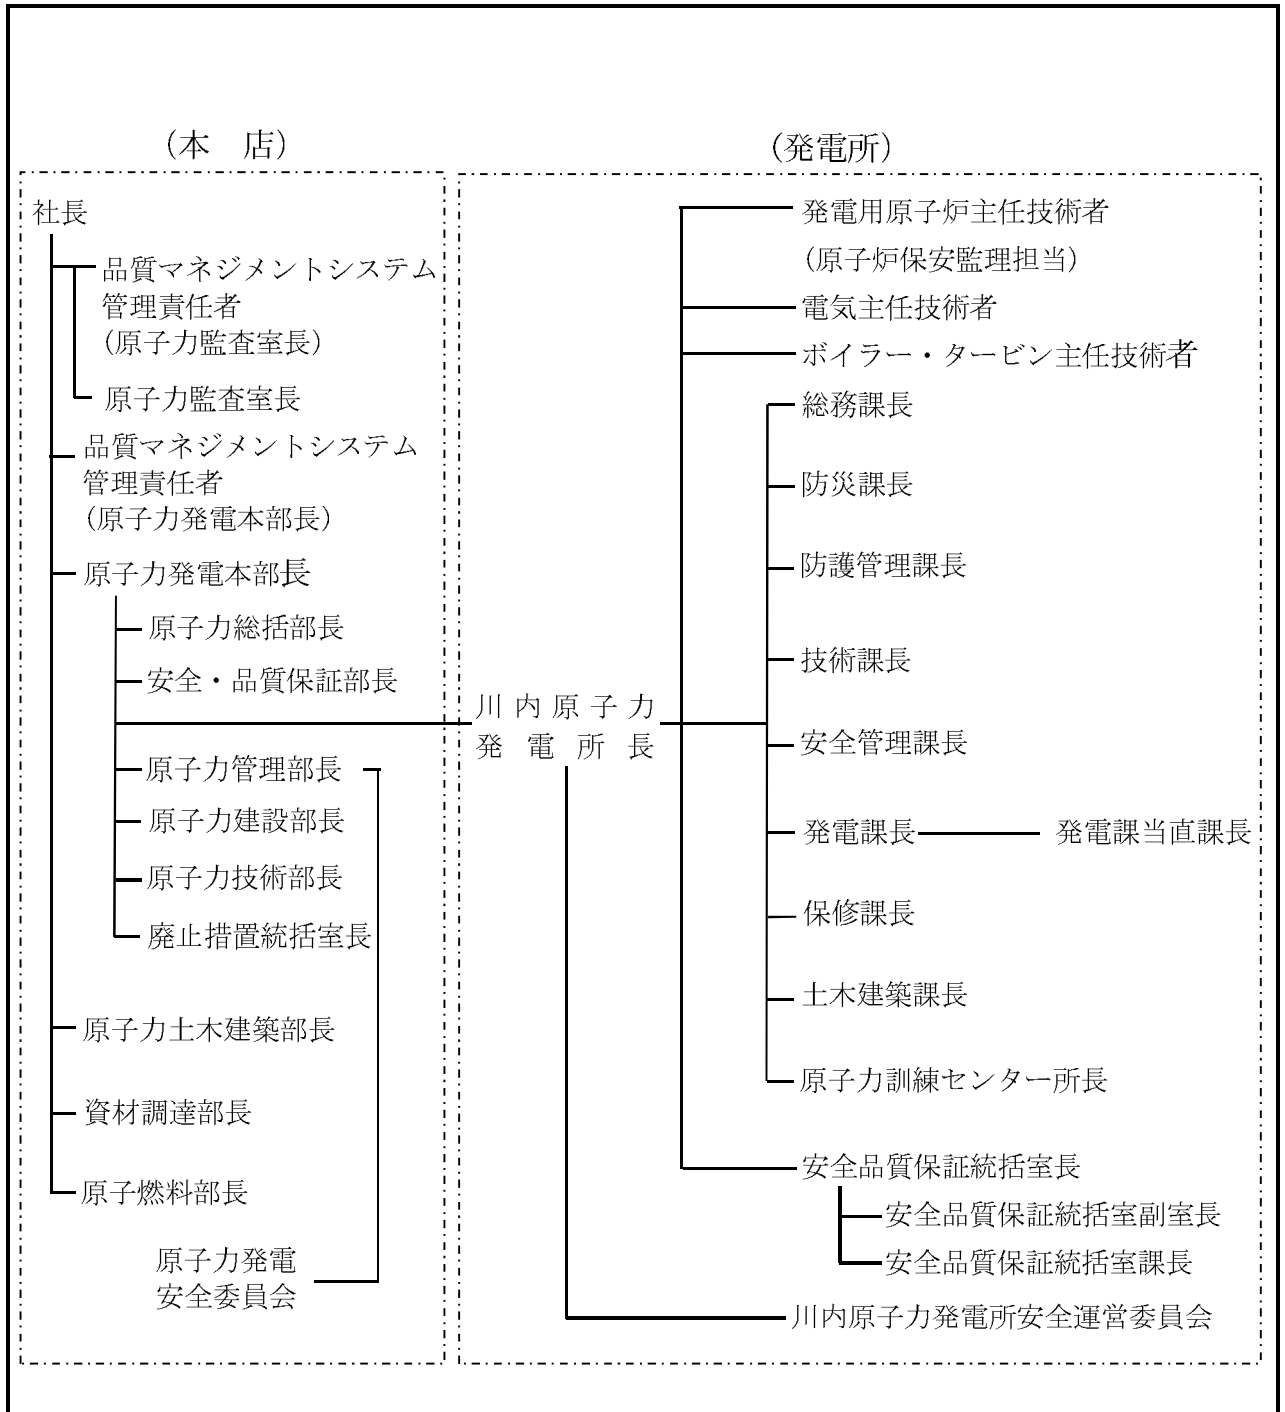 （本　店）
社長
品質マネジメントシステム
管理責任者
（原子力監査室長）
原子力監査室長
品質マネジメントシステム
管理責任者
（原子力発電本部長）
原子力発電本部長
原子力総括部長
安全・品質保証部長
原子力管理部長
原子力建設部長
原子力技術部長
廃止措置統括室長
原子力土木建築部長
資材調達部長
原子燃料部長
原子力発電
安全委員会
（発電所）
川内原子力
発電所長
発電用原子炉主任技術者
（原子炉保安監理担当）
電気主任技術者
ボイラー・タービン主任技術者
総務課長
防災課長
防護管理課長
技術課長
安全管理課長
発電課長　発電課当直課長
保修課長
土木建築課長
原子力訓練センター所長
安全品質保証統括室長
安全品質保証統括室副室長
安全品質保証統括室課長
川内原子力発電所安全運営委員会